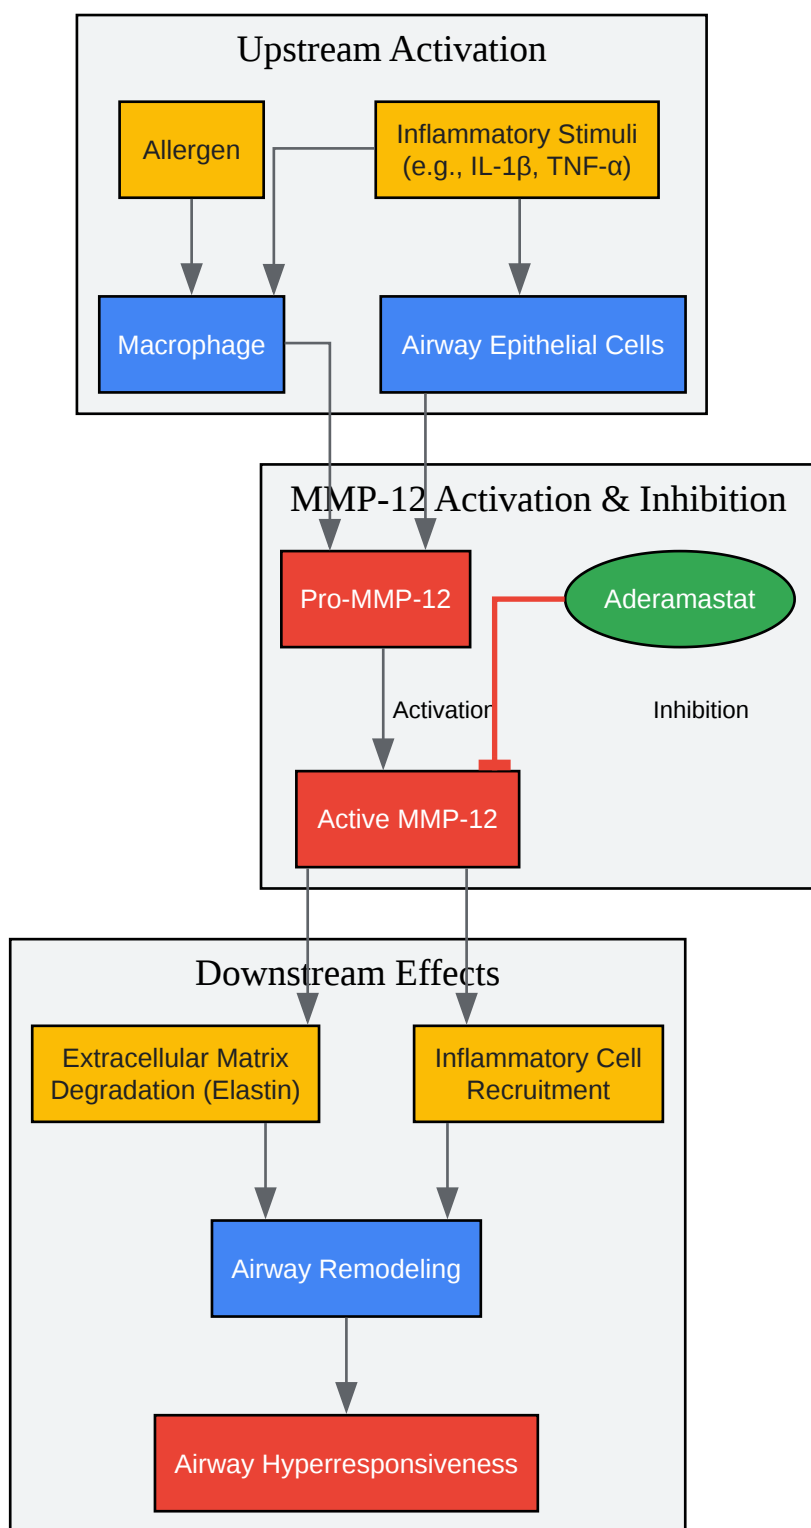 Upstream Activation
Allergen
Inflammatory Stimuli
(e.g., IL-1β, TNF-α)
Macrophage
Airway Epithelial Cells
MMP-12 Activation & Inhibition
Pro-MMP-12
Aderamastat
Activation
Inhibition
Active MMP-12
Downstream Effects
Extracellular Matrix
Degradation (Elastin)
Inflammatory Cell
Recruitment
Airway Remodeling
Airway Hyperresponsiveness